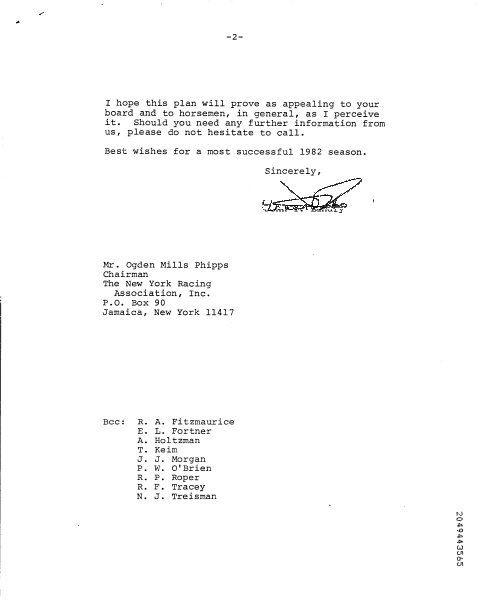 -2-
I hope this plan will prove as appealing to your
board and to horsemen, in general, as I perceive
it.  Should you need any further information from
us, please do not hesitate to call.
Best wishes for a most successful 1982 season.
Sincerely,
Mr. Ogden Mills Phipps
Chairman
The New York Racing
Association, Inc.
P.O. Box 90
Jamaica, New York 11417
Bcc:  R. A. Fitzmaurice
E. L. Fortner
A. Holtzman
T. Keim
J. J. Morgan
P. W. O'Brien
R. P. Roper
R. F. Tracey
N. J. Treisman
2049443565